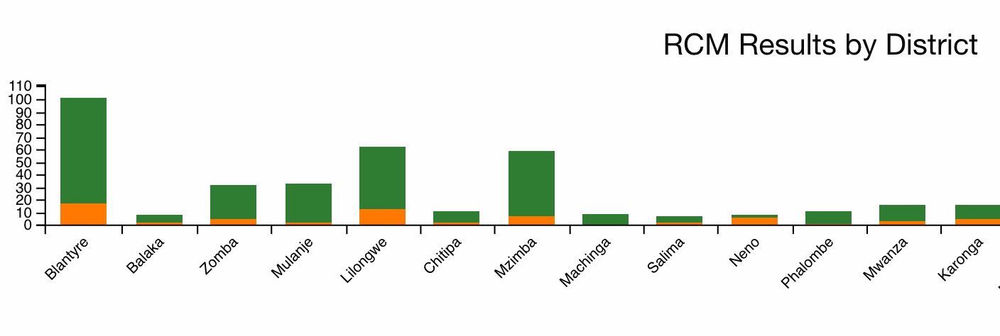 RCM Results by District
110
100
90
80
70
60
50
40
30
20
10
0
Blantyre
Balaka
Zomba
Mulanje
Lilongwe
Chitipa
Mzimba
Machinga
Salima
Neno
Phalombe
Mwanza
Karonga